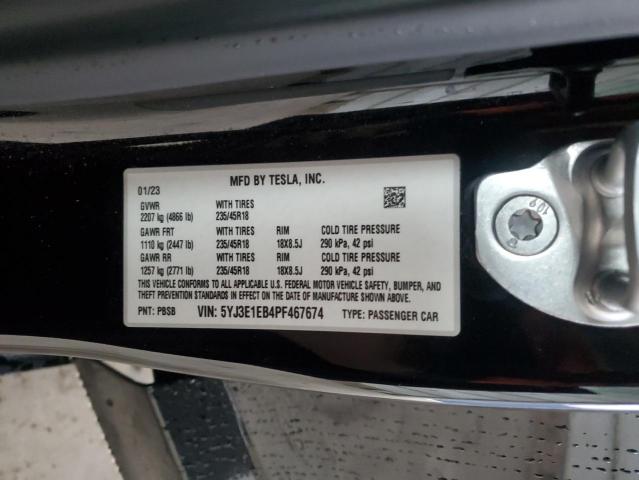 MFD BY TESLA, INC.
01/23
GVWR WITH TIRES
2207 kg (4866 lb) 235/45R18
GAWR FRT WITH TIRES RIM COLD TIRE PRESSURE
1110 kg (2447 lb) 235/45R18 18X8.5J 290 kPa, 42 psi
GAWR RR WITH TIRES RIM COLD TIRE PRESSURE
1257 kg (2771 lb) 235/45R18 18X8.5J 290 kPa, 42 psi
THIS VEHICLE CONFORMS TO ALL APPLICABLE U.S. FEDERAL MOTOR VEHICLE SAFETY, BUMPER, AND
THEFT PREVENTION STANDARDS IN EFFECT ON THE DATE OF MANUFACTURE SHOWN ABOVE.
PNT: PBSB VIN: 5YJ3E1EB4PF467674 TYPE: PASSENGER CAR